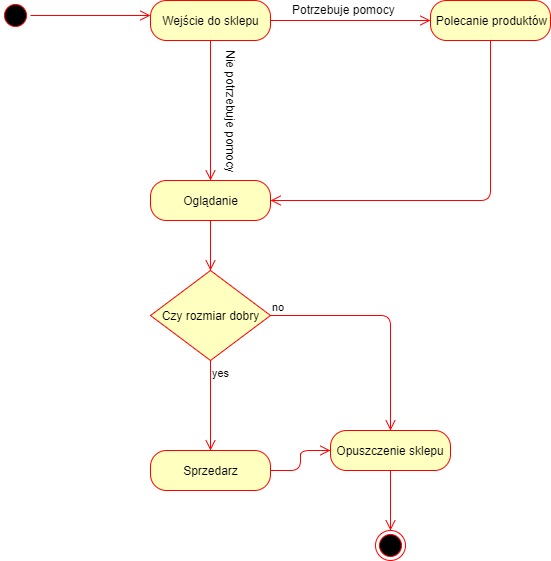 Wejście do sklepu
Potrzebuje pomocy
Polecanie produktów
Nie potrzebuje pomocy
Oglądanie
Czy rozmiar dobry
no
yes
Sprzedarz
Opuszczenie sklepu